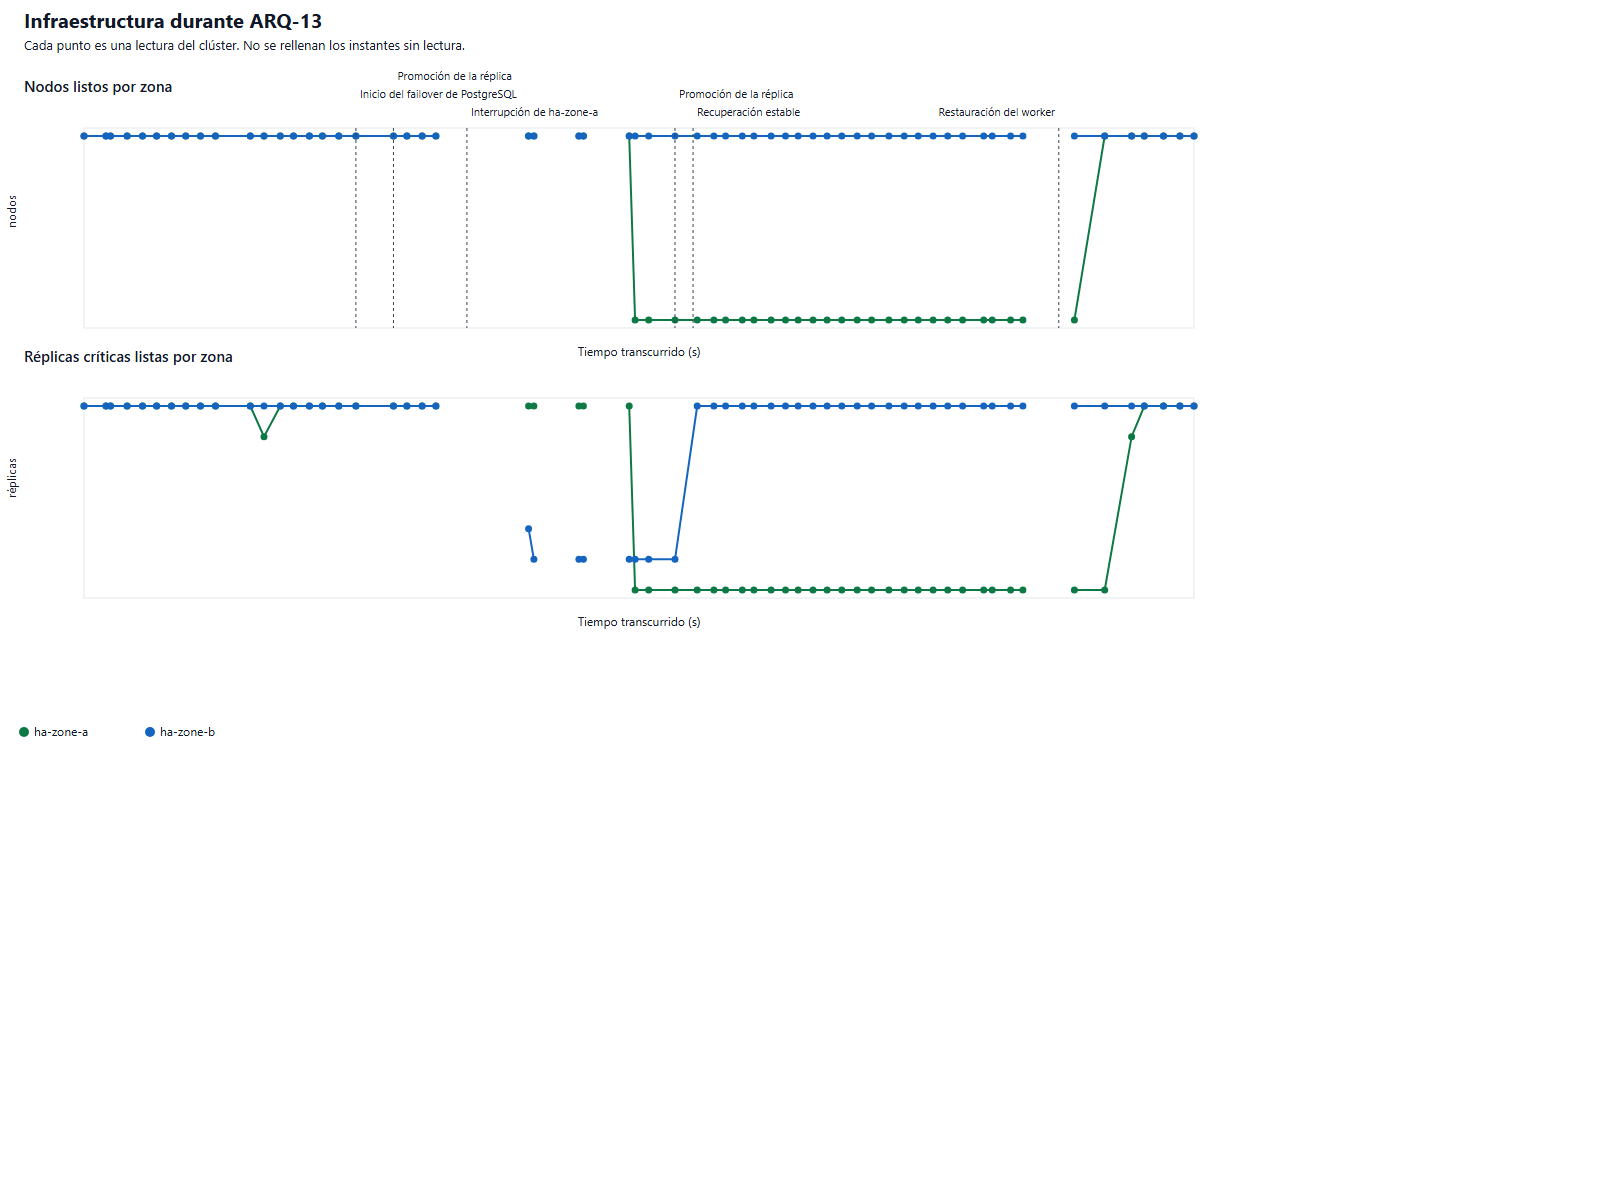 Infraestructura durante ARQ-13
Cada punto es una lectura del clúster. No se rellenan los instantes sin lectura.
Nodos listos por zona
Promoción de la réplica
Inicio del failover de PostgreSQL
Promoción de la réplica
Interrupción de ha-zone-a
Recuperación estable
Restauración del worker
nodos
Tiempo transcurrido (s)
Réplicas críticas listas por zona
réplicas
Tiempo transcurrido (s)
ha-zone-a
ha-zone-b